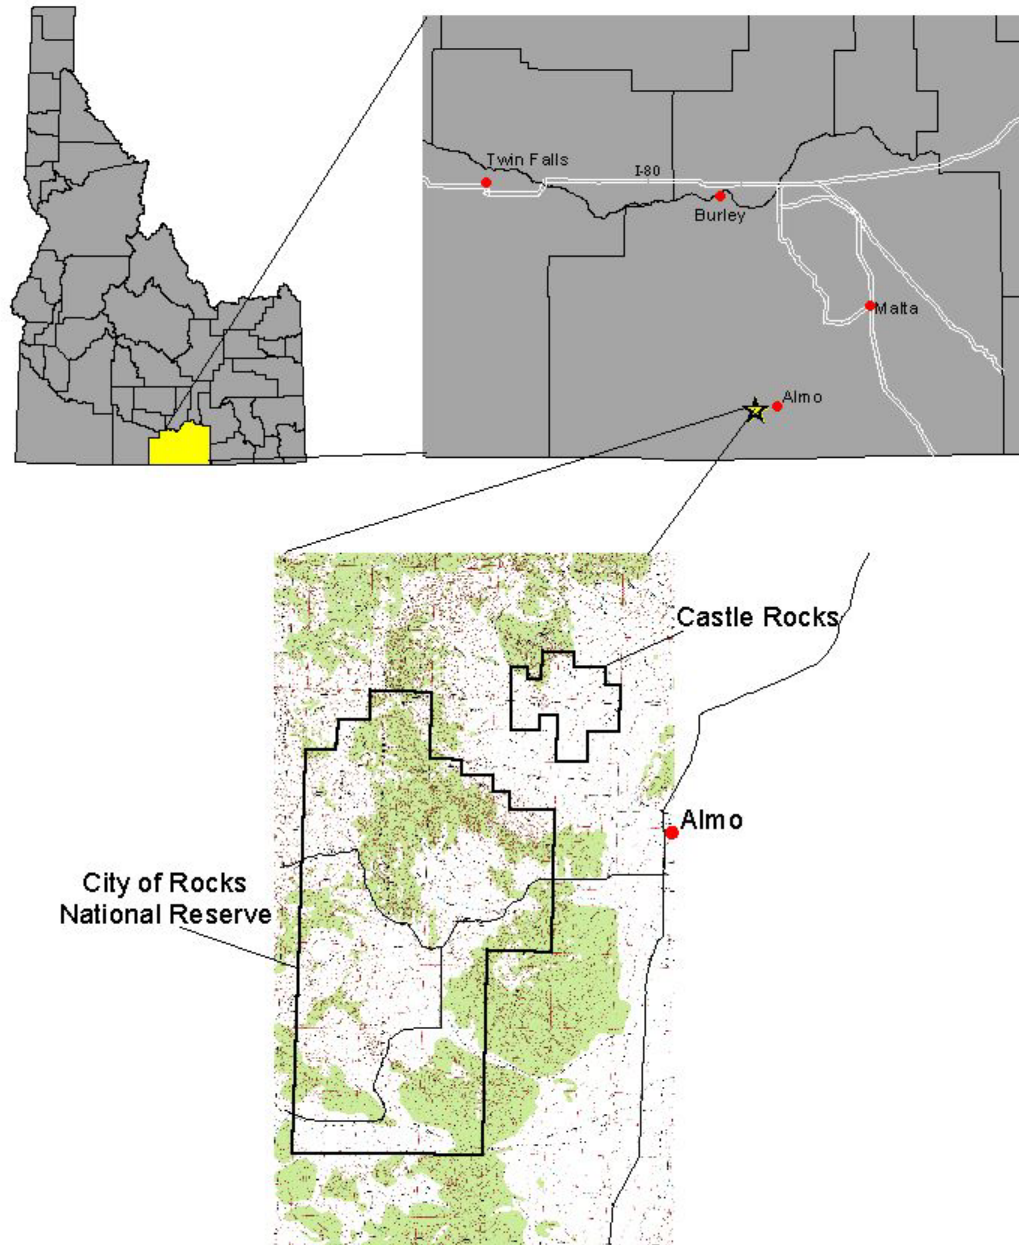 Twin Falls
I-80
Burley
Malta
Almo
Castle Rocks
Almo
City of Rocks
National Reserve